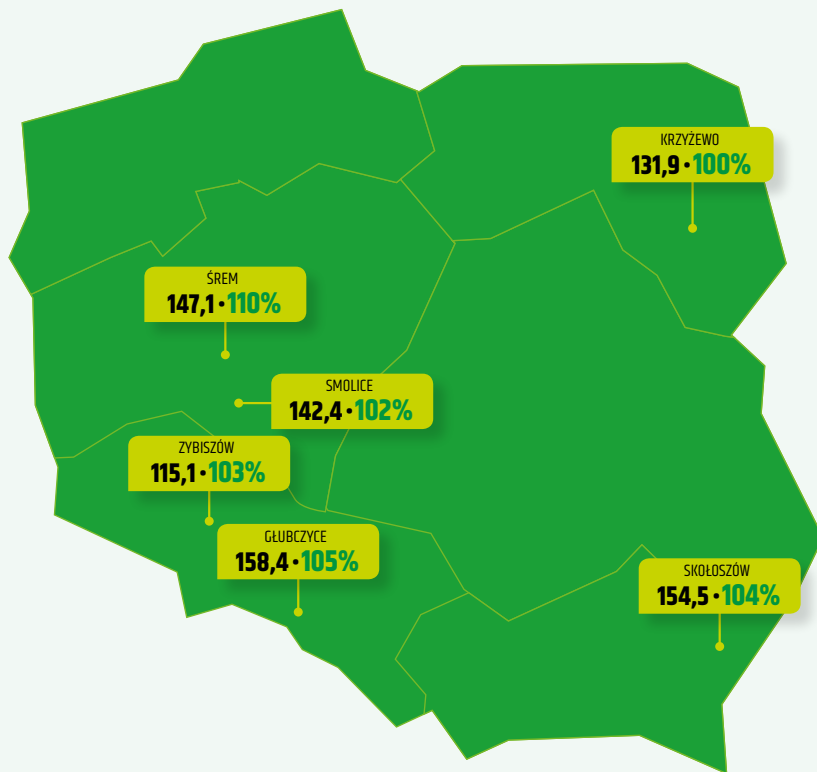 KRZYŻEWO
131,9•100%
ŚREM
147,1•110%
SMOLICE
142,4•102%
ZYBISZÓW
115,1•103%
GŁUBCZYCE
158,4•105%
SKOŁOSZÓW
154,5•104%